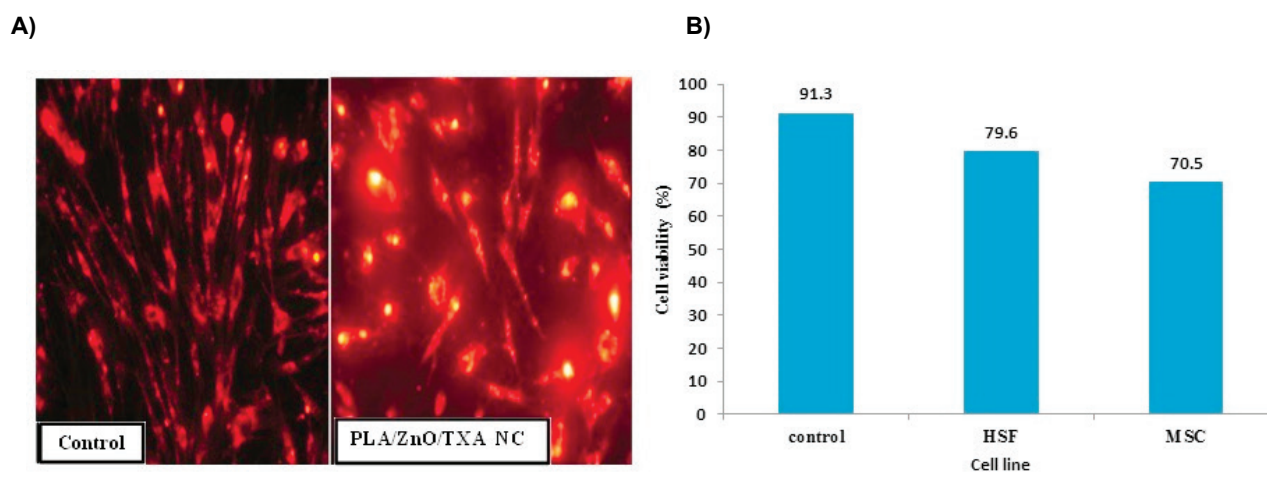 A)
B)
Control
PLA/ZnO/TXA NC
Cell viability (%)
100
90
80
70
60
50
40
30
20
10
0
91.3
79.6
70.5
control
HSF
MSC
Cell line